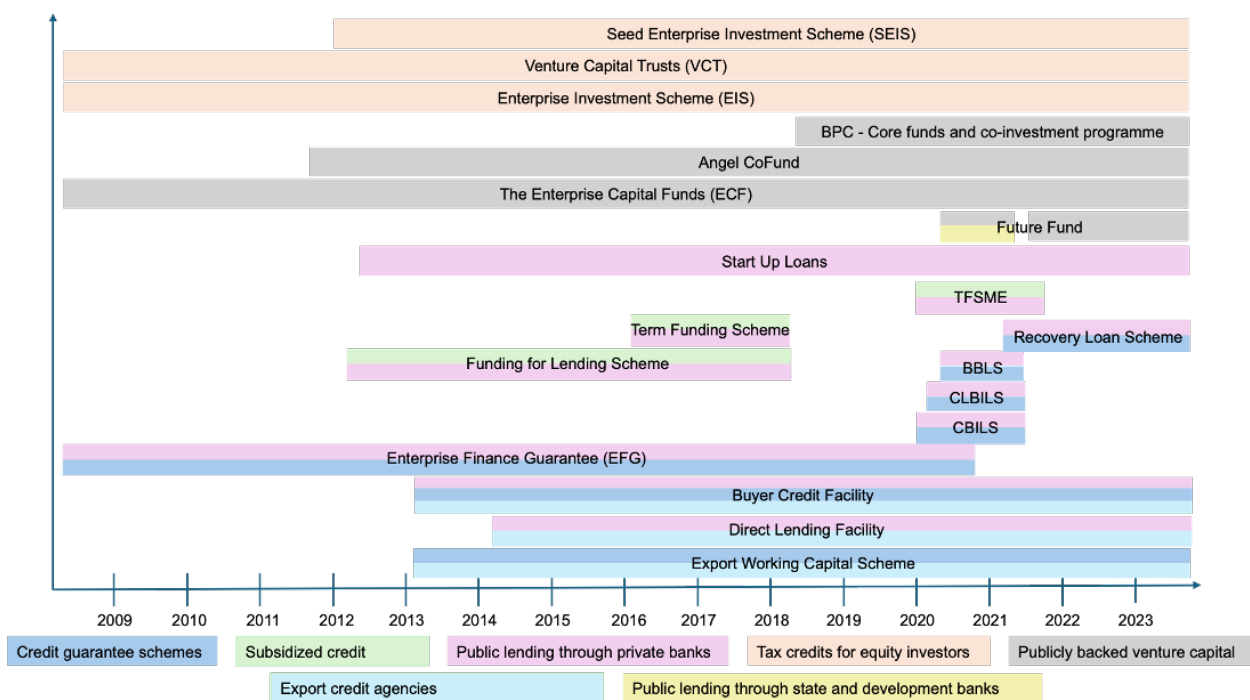 Seed Enterprise Investment Scheme (SEIS)
Venture Capital Trusts (VCT)
Enterprise Investment Scheme (EIS)
BPC - Core funds and co-investment programme
Angel CoFund
The Enterprise Capital Funds (ECF)
Future Fund
Start Up Loans
TFSME
Term Funding Scheme
Recovery Loan Scheme
Funding for Lending Scheme
BBLS
CLBILS
CBILS
Enterprise Finance Guarantee (EFG)
Buyer Credit Facility
Direct Lending Facility
Export Working Capital Scheme
2009 2010 2011 2012 2013 2014 2015 2016 2017 2018 2019 2020 2021 2022 2023
Credit guarantee schemes Subsidized credit Public lending through private banks Tax credits for equity investors Publicly backed venture capital
Export credit agencies Public lending through state and development banks